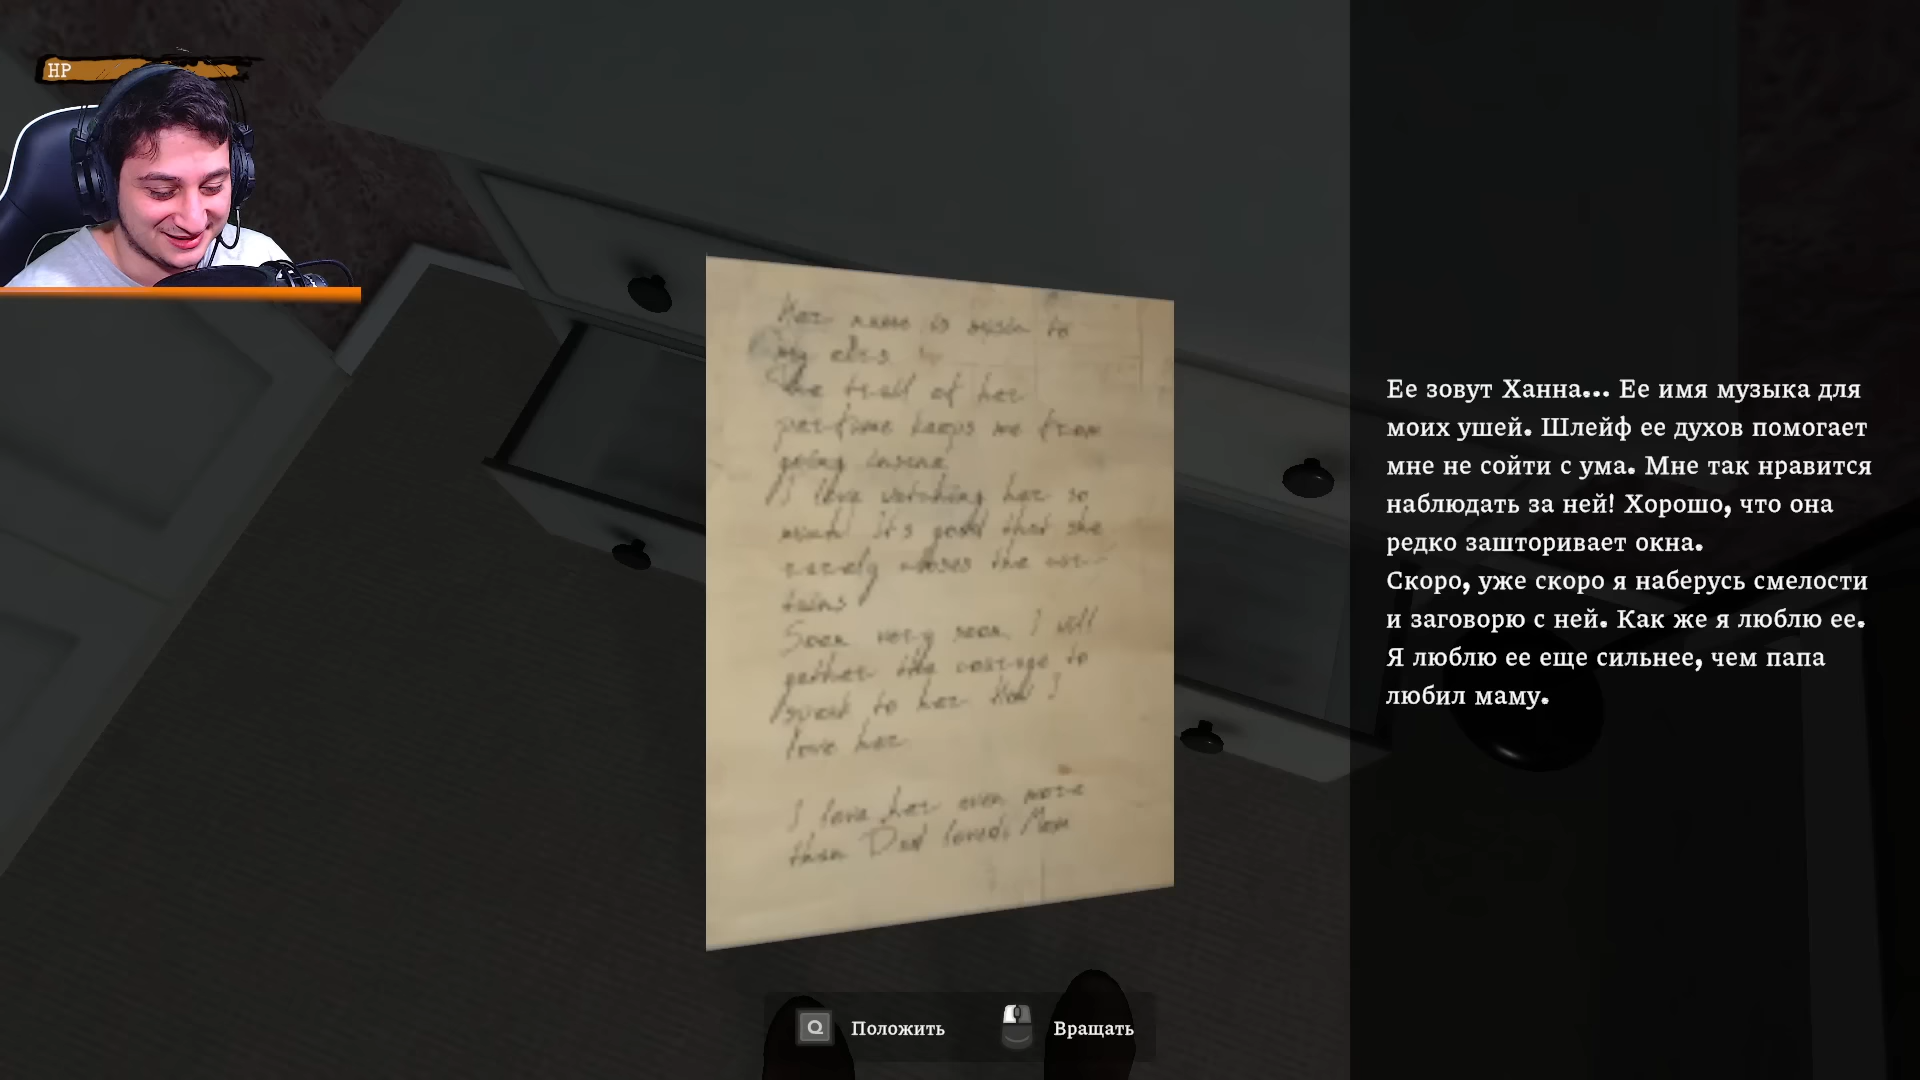 HP
Her name is music to
my ears
The trail of her
perfume keeps me from
going insane
I love watching her so
much! It's good that she
rarely closes the cur-
tains
Soon very soon, I will
gather the courage to
speak to her. How I
love her
I love her even more
than Dad loved Mom
Ее зовут Ханна... Ее имя музыка для
моих ушей. Шлейф ее духов помогает
мне не сойти с ума. Мне так нравится
наблюдать за ней! Хорошо, что она
редко зашторивает окна.
Скоро, уже скоро я наберусь смелости
и заговорю с ней. Как же я люблю ее.
Я люблю ее еще сильнее, чем папа
любил маму.
Q Положить Вращать